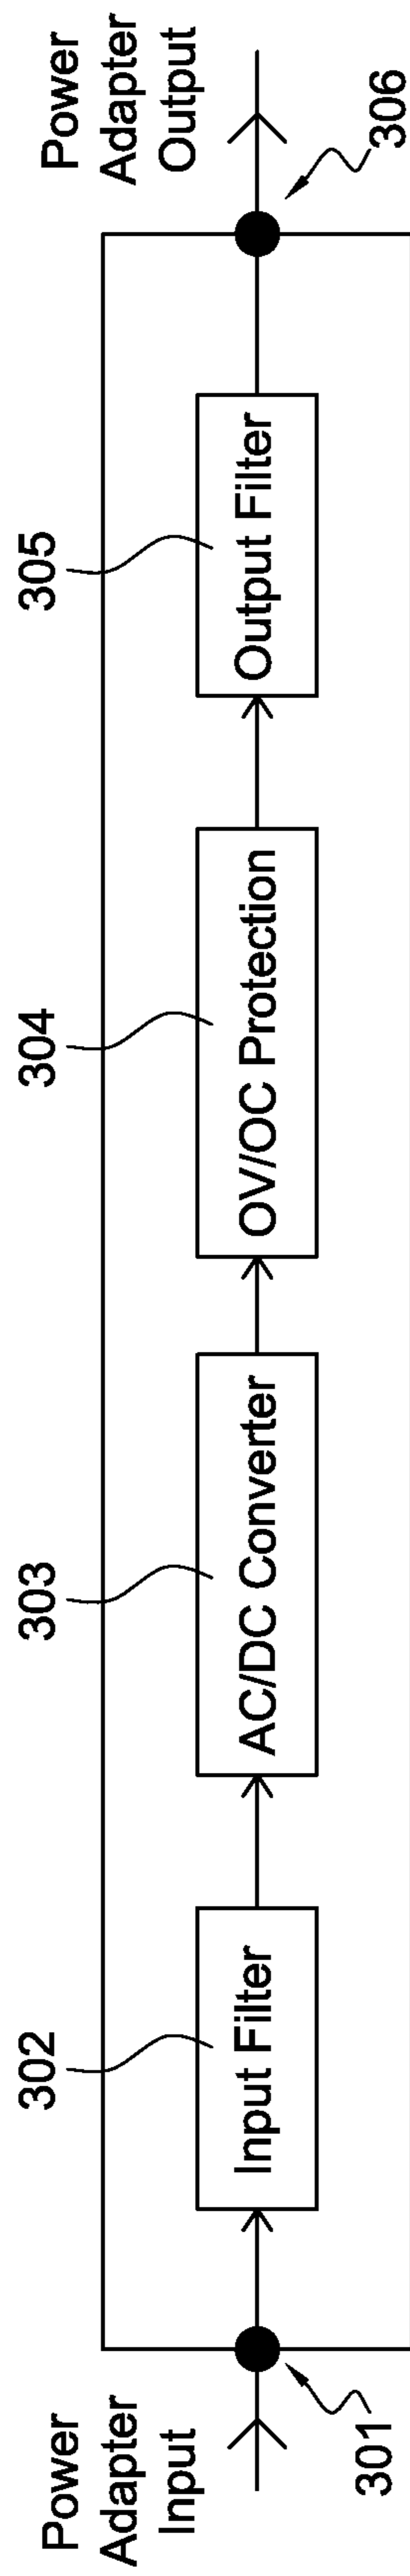 Power
Adapter
Input
301
302
Input Filter
303
AC/DC Converter
304
OV/OC Protection
305
Output Filter
Power
Adapter
Output
306